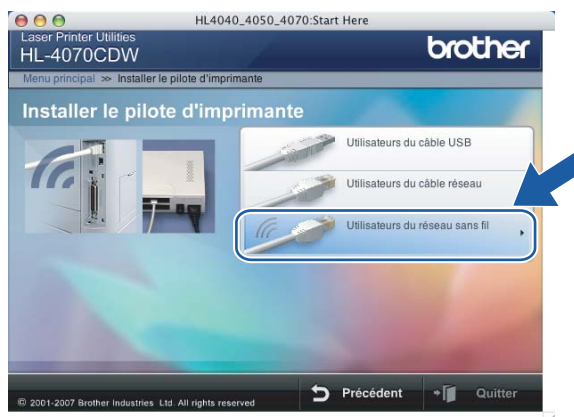 HL4040_4050_4070:Start Here
Laser Printer Utilities
HL-4070CDW
brother
Menu principal >> Installer le pilote d'imprimante
Installer le pilote d'imprimante
Utilisateurs du câble USB
Utilisateurs du câble réseau
Utilisateurs du réseau sans fil
Précédent
Quitter
© 2001-2007 Brother Industries Ltd. All rights reserved